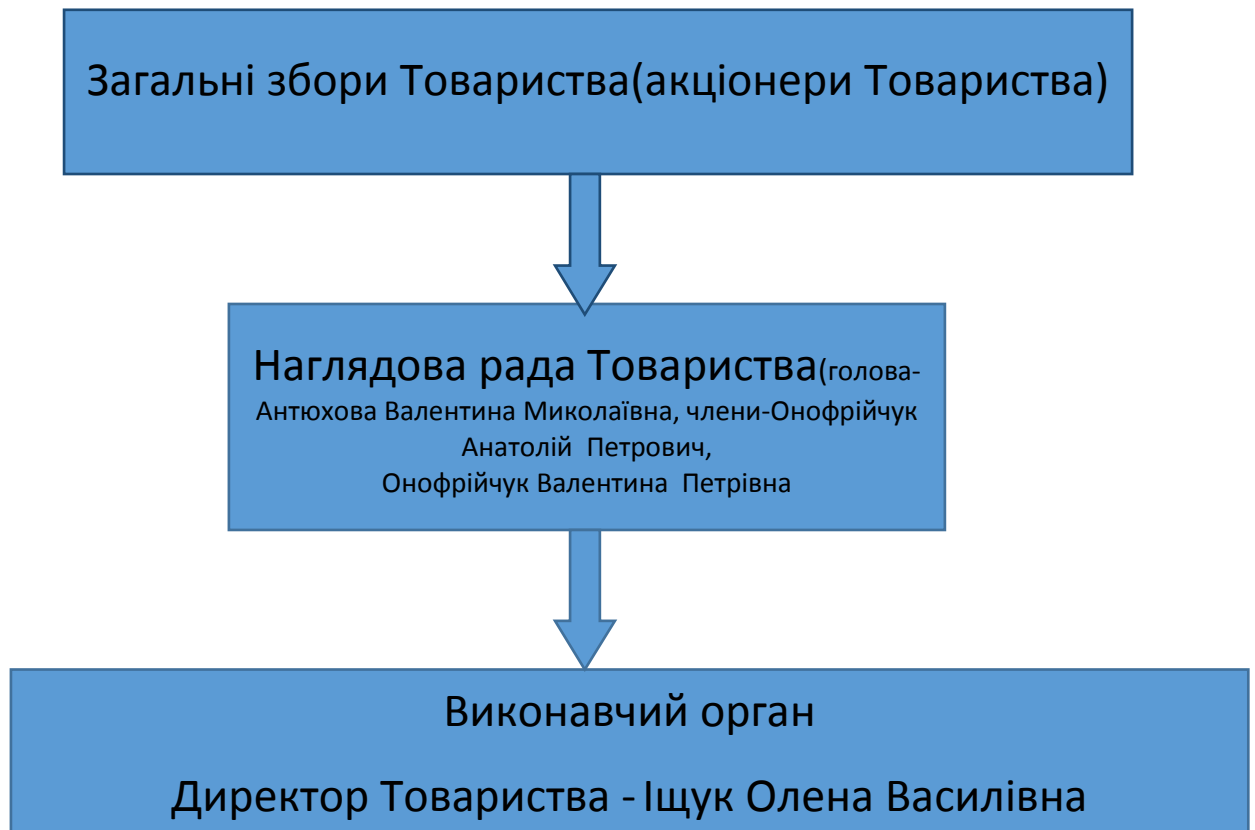 Загальні збори Товариства(акціонери Товариства)
Наглядова рада Товариства(голова-
Антюхова Валентина Миколаївна, члени-Онофрійчук
Анатолій Петрович,
Онофрійчук Валентина Петрівна
Виконавчий орган
Директор Товариства - Іщук Олена Василівна